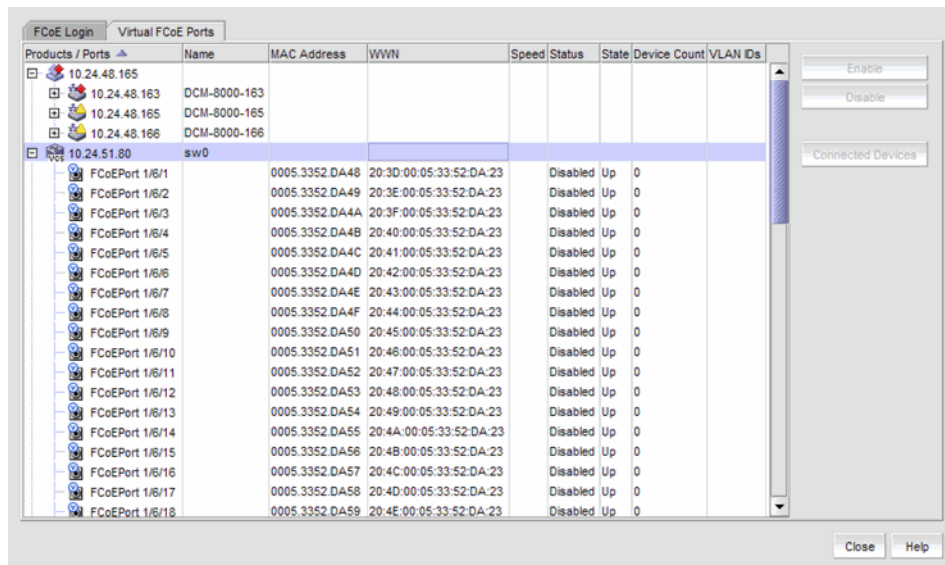 FCoE Login Virtual FCoE Ports
Products / Ports Name MAC Address WWN Speed Status State Device Count VLAN IDs
10.24.48.165 Enable
10.24.48.163 DCM-8000-163 Disable
10.24.48.165 DCM-8000-165
10.24.48.166 DCM-8000-166
VCS 10.24.51.80 sw0 Connected Devices
FCoEPort 1/6/1 0005.3352.DA48 20:3D:00:05:33:52:DA:23 Disabled Up 0
FCoEPort 1/6/2 0005.3352.DA49 20:3E:00:05:33:52:DA:23 Disabled Up 0
FCoEPort 1/6/3 0005.3352.DA4A 20:3F:00:05:33:52:DA:23 Disabled Up 0
FCoEPort 1/6/4 0005.3352.DA4B 20:40:00:05:33:52:DA:23 Disabled Up 0
FCoEPort 1/6/5 0005.3352.DA4C 20:41:00:05:33:52:DA:23 Disabled Up 0
FCoEPort 1/6/6 0005.3352.DA4D 20:42:00:05:33:52:DA:23 Disabled Up 0
FCoEPort 1/6/7 0005.3352.DA4E 20:43:00:05:33:52:DA:23 Disabled Up 0
FCoEPort 1/6/8 0005.3352.DA4F 20:44:00:05:33:52:DA:23 Disabled Up 0
FCoEPort 1/6/9 0005.3352.DA50 20:45:00:05:33:52:DA:23 Disabled Up 0
FCoEPort 1/6/10 0005.3352.DA51 20:46:00:05:33:52:DA:23 Disabled Up 0
FCoEPort 1/6/11 0005.3352.DA52 20:47:00:05:33:52:DA:23 Disabled Up 0
FCoEPort 1/6/12 0005.3352.DA53 20:48:00:05:33:52:DA:23 Disabled Up 0
FCoEPort 1/6/13 0005.3352.DA54 20:49:00:05:33:52:DA:23 Disabled Up 0
FCoEPort 1/6/14 0005.3352.DA55 20:4A:00:05:33:52:DA:23 Disabled Up 0
FCoEPort 1/6/15 0005.3352.DA56 20:4B:00:05:33:52:DA:23 Disabled Up 0
FCoEPort 1/6/16 0005.3352.DA57 20:4C:00:05:33:52:DA:23 Disabled Up 0
FCoEPort 1/6/17 0005.3352.DA58 20:4D:00:05:33:52:DA:23 Disabled Up 0
FCoEPort 1/6/18 0005.3352.DA59 20:4E:00:05:33:52:DA:23 Disabled Up 0
Close Help